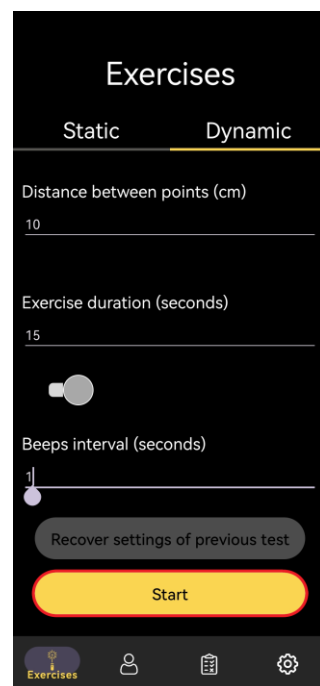 Exercises
Static Dynamic
Distance between points (cm)
10
Exercise duration (seconds)
15
Beeps interval (seconds)
1
Recover settings of previous test
Start
Exercises